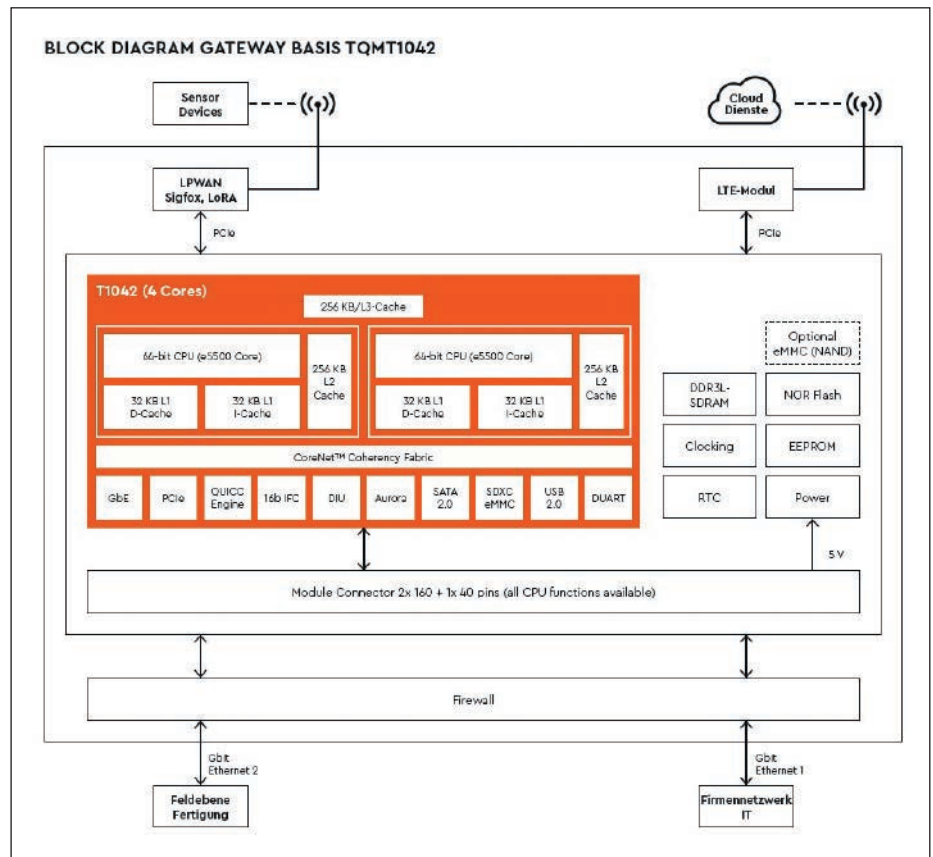 BLOCK DIAGRAM GATEWAY BASIS TQMT1042
Sensor
Devices
Cloud
Dienste
LPWAN
Sigfox, LoRA
LTE-Modul
PCIe
PCIe
T1042 (4 Cores)
256 KB/L3-Cache
64-bit CPU (e5500 Core)
256 KB
L2
Cache
32 KB L1
D-Cache
32 KB L1
I-Cache
64-bit CPU (e5500 Core)
256 KB
L2
Cache
32 KB L1
D-Cache
32 KB L1
I-Cache
CoreNet™ Coherency Fabric
GbE
PCIe
QUICC
Engine
16b IFC
DIU
Aurora
SATA
2.0
SDXC
eMMC
USB
2.0
DUART
Optional
eMMC (NAND)
DDR3L-
SDRAM
NOR Flash
Clocking
EEPROM
RTC
Power
5 V
Module Connector 2x 160 + 1x 40 pins (all CPU functions available)
Firewall
Gbit
Ethernet 2
Gbit
Ethernet 1
Feldebene
Fertigung
Firmennetzwerk
IT